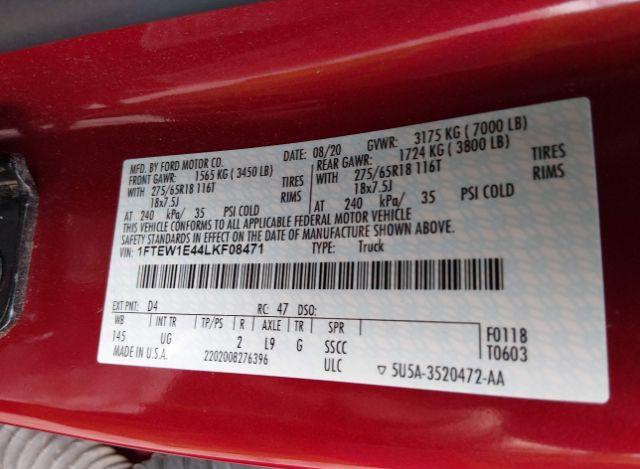 MFD. BY FORD MOTOR CO. DATE: 08/20 GVWR: 3175 KG ( 7000 LB)
FRONT GAWR: 1565 KG ( 3450 LB) REAR GAWR: 1724 KG ( 3800 LB)
WITH 275/65R18 116T TIRES WITH 275/65R18 116T TIRES
18x7.5J RIMS 18x7.5J RIMS
AT 240 kPa/ 35 PSI COLD AT 240 kPa/ 35 PSI COLD
THIS VEHICLE CONFORMS TO ALL APPLICABLE FEDERAL MOTOR VEHICLE
SAFETY STANDARDS IN EFFECT ON THE DATE OF MANUFACTURE SHOWN ABOVE.
VIN: 1FTEW1E44LKF08471 TYPE: Truck
EXT PNT: D4 RC: 47 DSO:
WB INT TR TP/PS R AXLE TR SPR F0118
145 UG 2 L9 G SSCC T0603
MADE IN U.S.A. 2202008276396 ULC ▽ 5U5A-3520472-AA